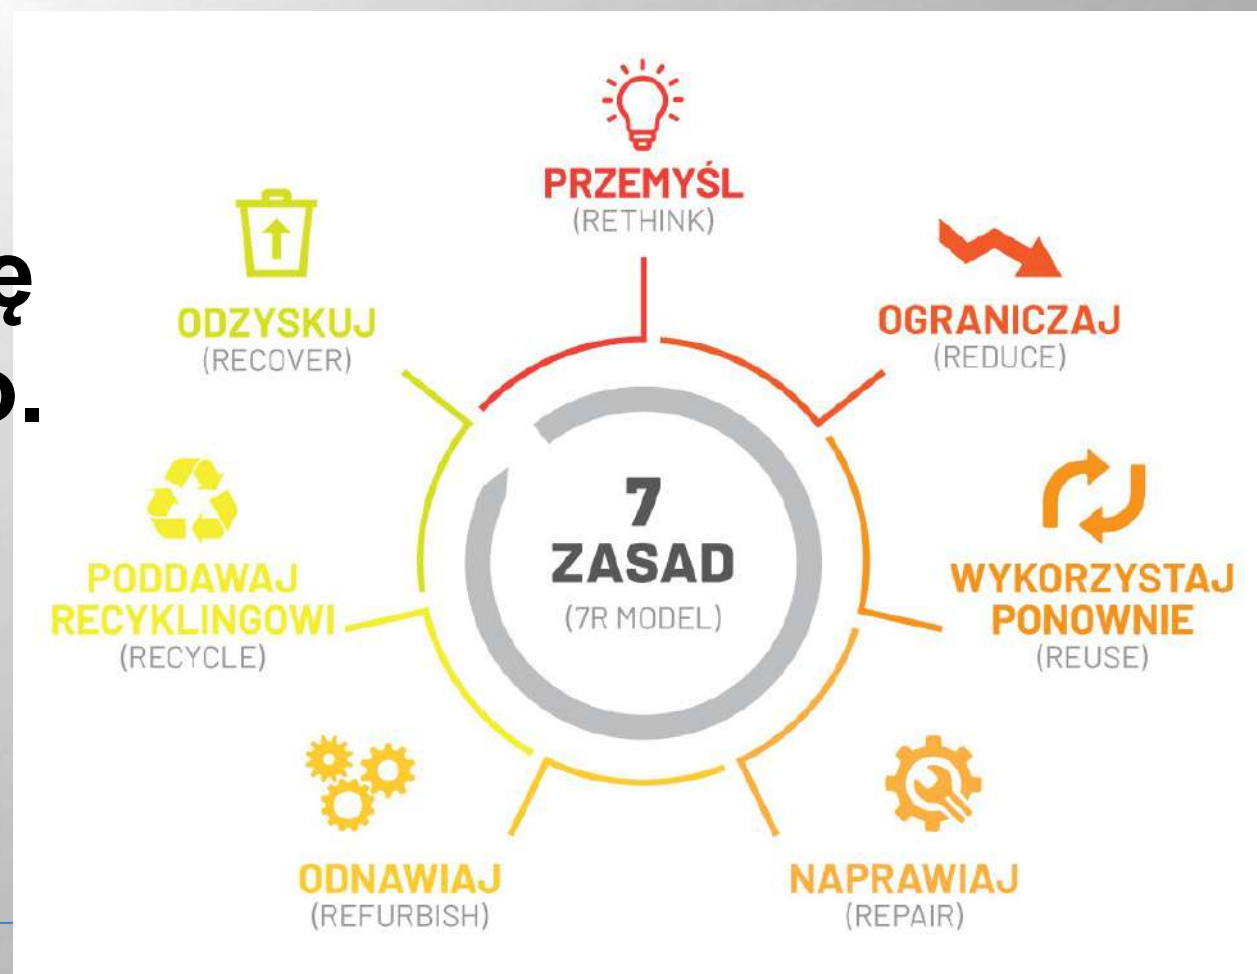 PRZEMYŚL
(RETHINK)
OGRANICZAJ
(REDUCE)
WYKORZYSTAJ
PONOWNIE
(REUSE)
NAPRAWIAJ
(REPAIR)
ODNAWIAJ
(REFURBISH)
PODDAWAJ
RECYKLINGOWI
(RECYCLE)
ODZYSKUJ
(RECOVER)
7
ZASAD
(7R MODEL)